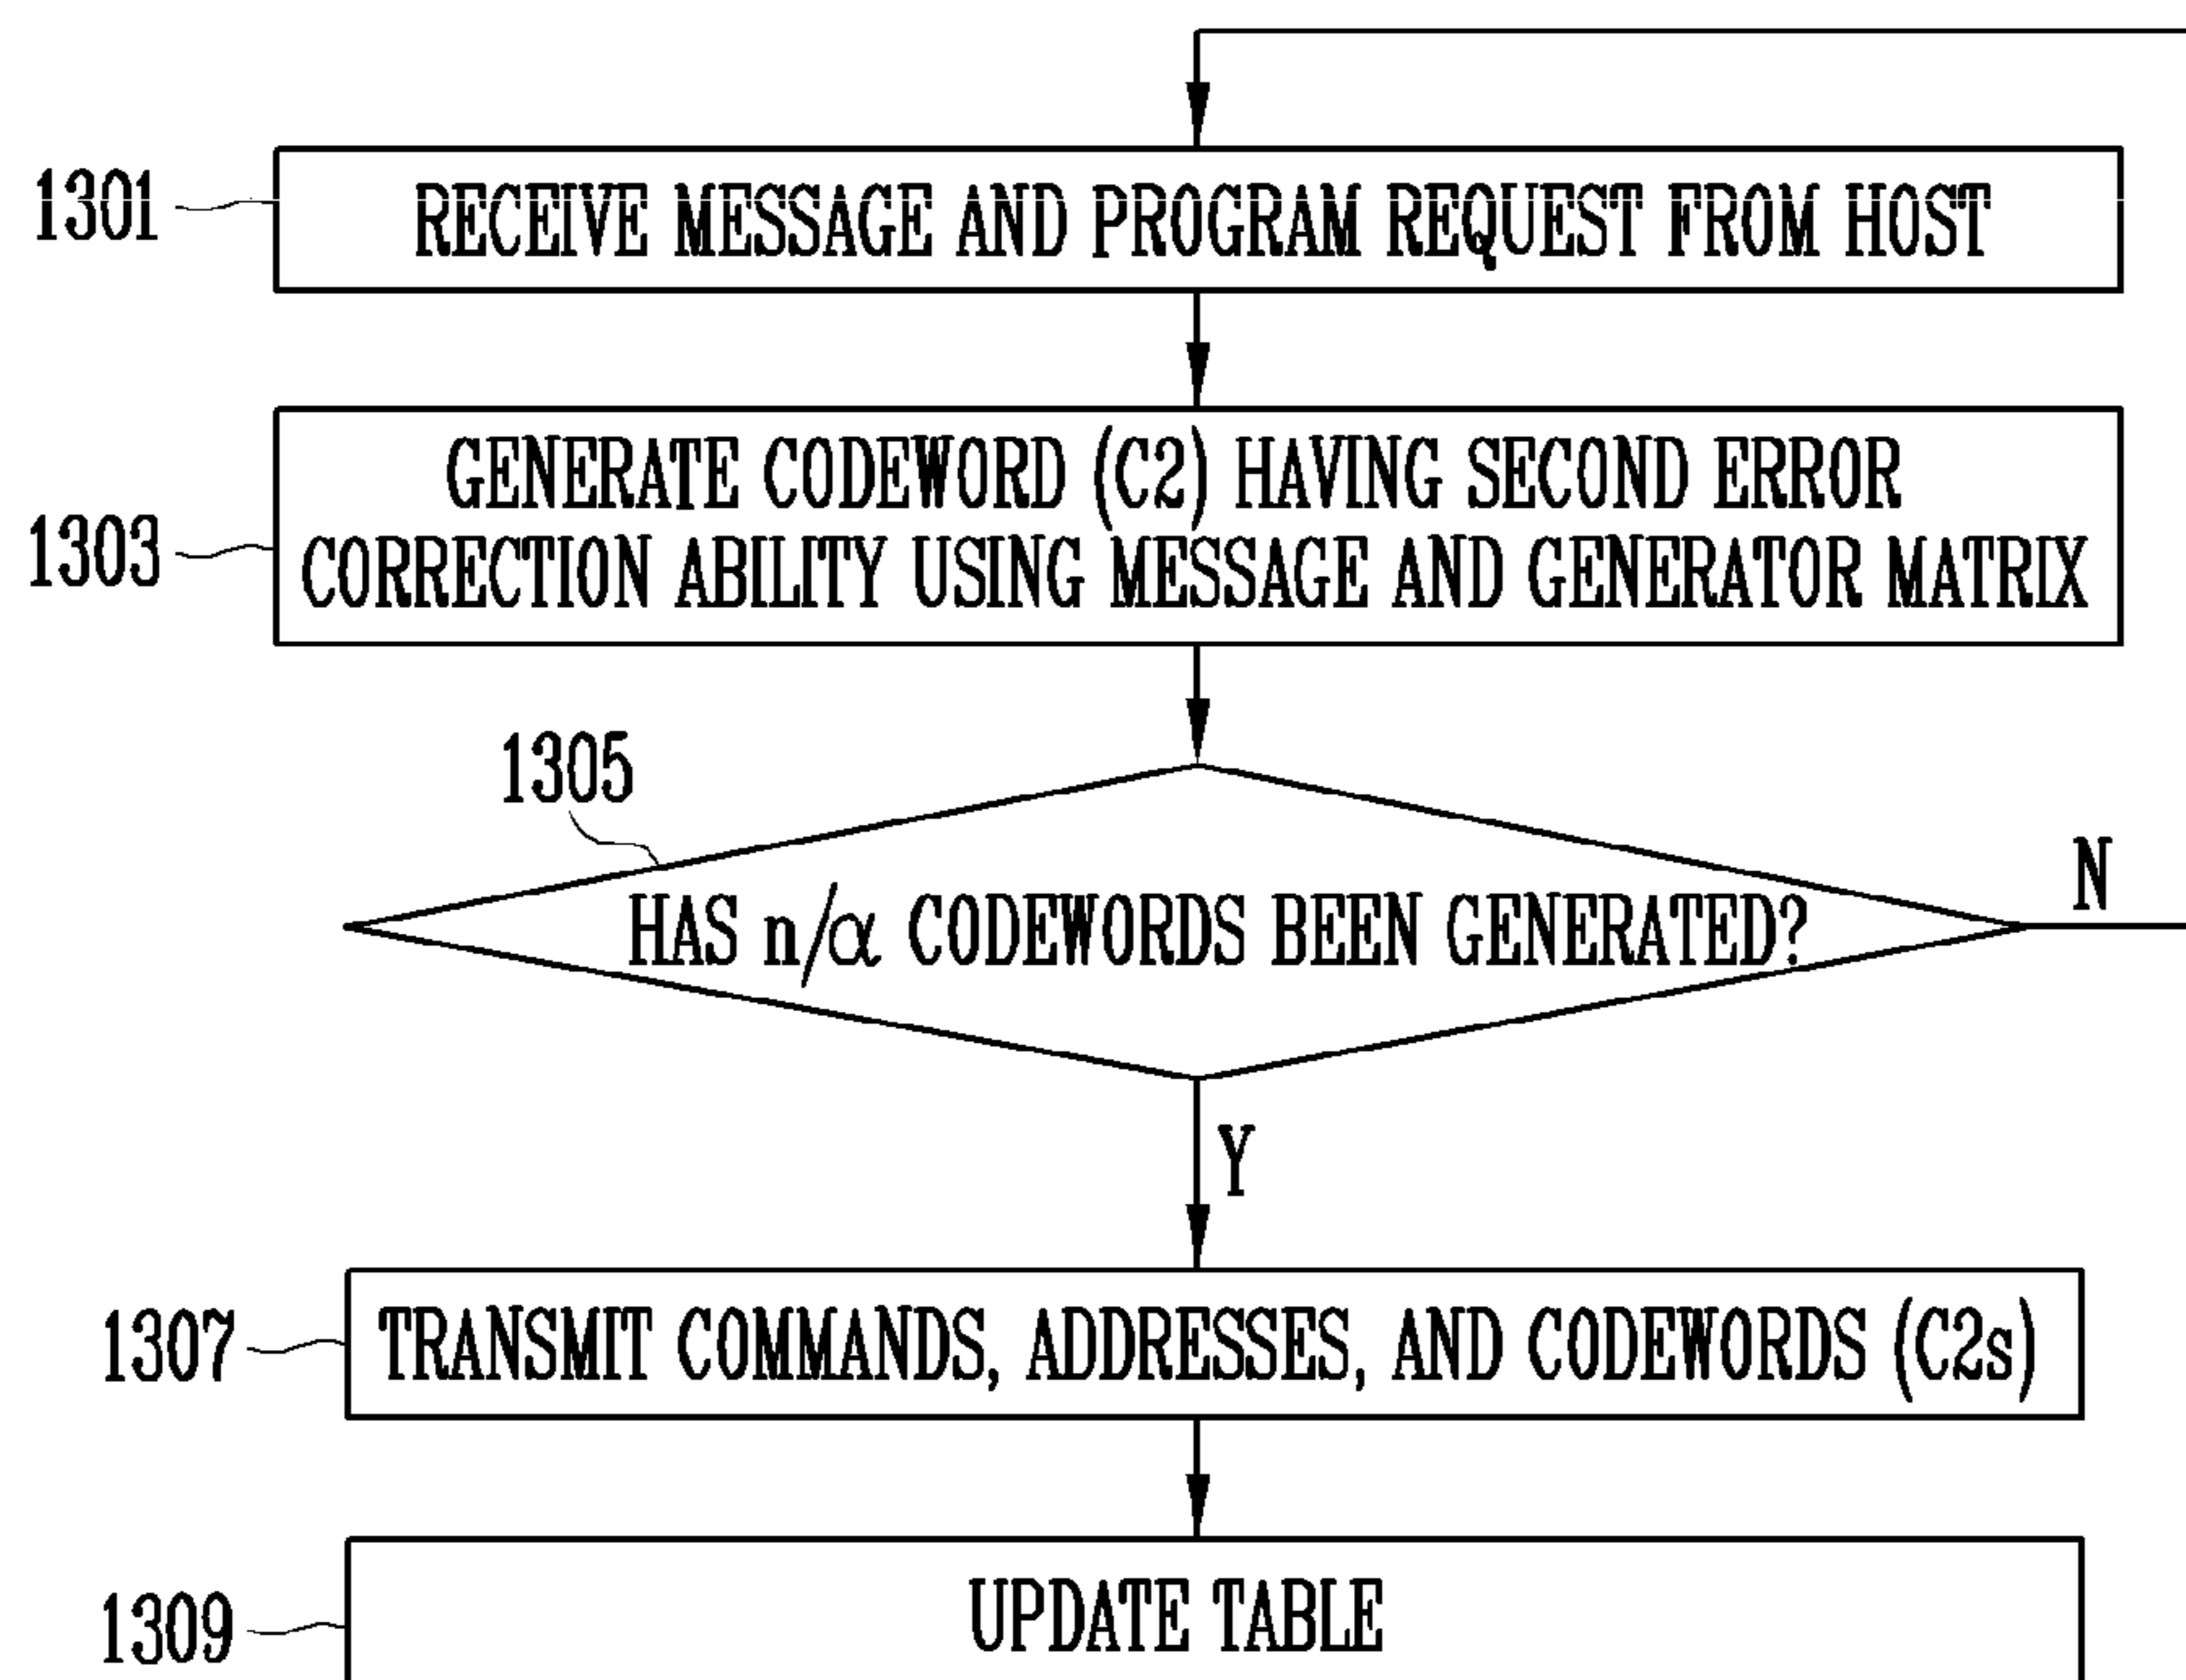 1301
RECEIVE MESSAGE AND PROGRAM REQUEST FROM HOST
1303
GENERATE CODEWORD (C2) HAVING SECOND ERROR
CORRECTION ABILITY USING MESSAGE AND GENERATOR MATRIX
1305
HAS n/α CODEWORDS BEEN GENERATED?
N
Y
1307
TRANSMIT COMMANDS, ADDRESSES, AND CODEWORDS (C2s)
1309
UPDATE TABLE